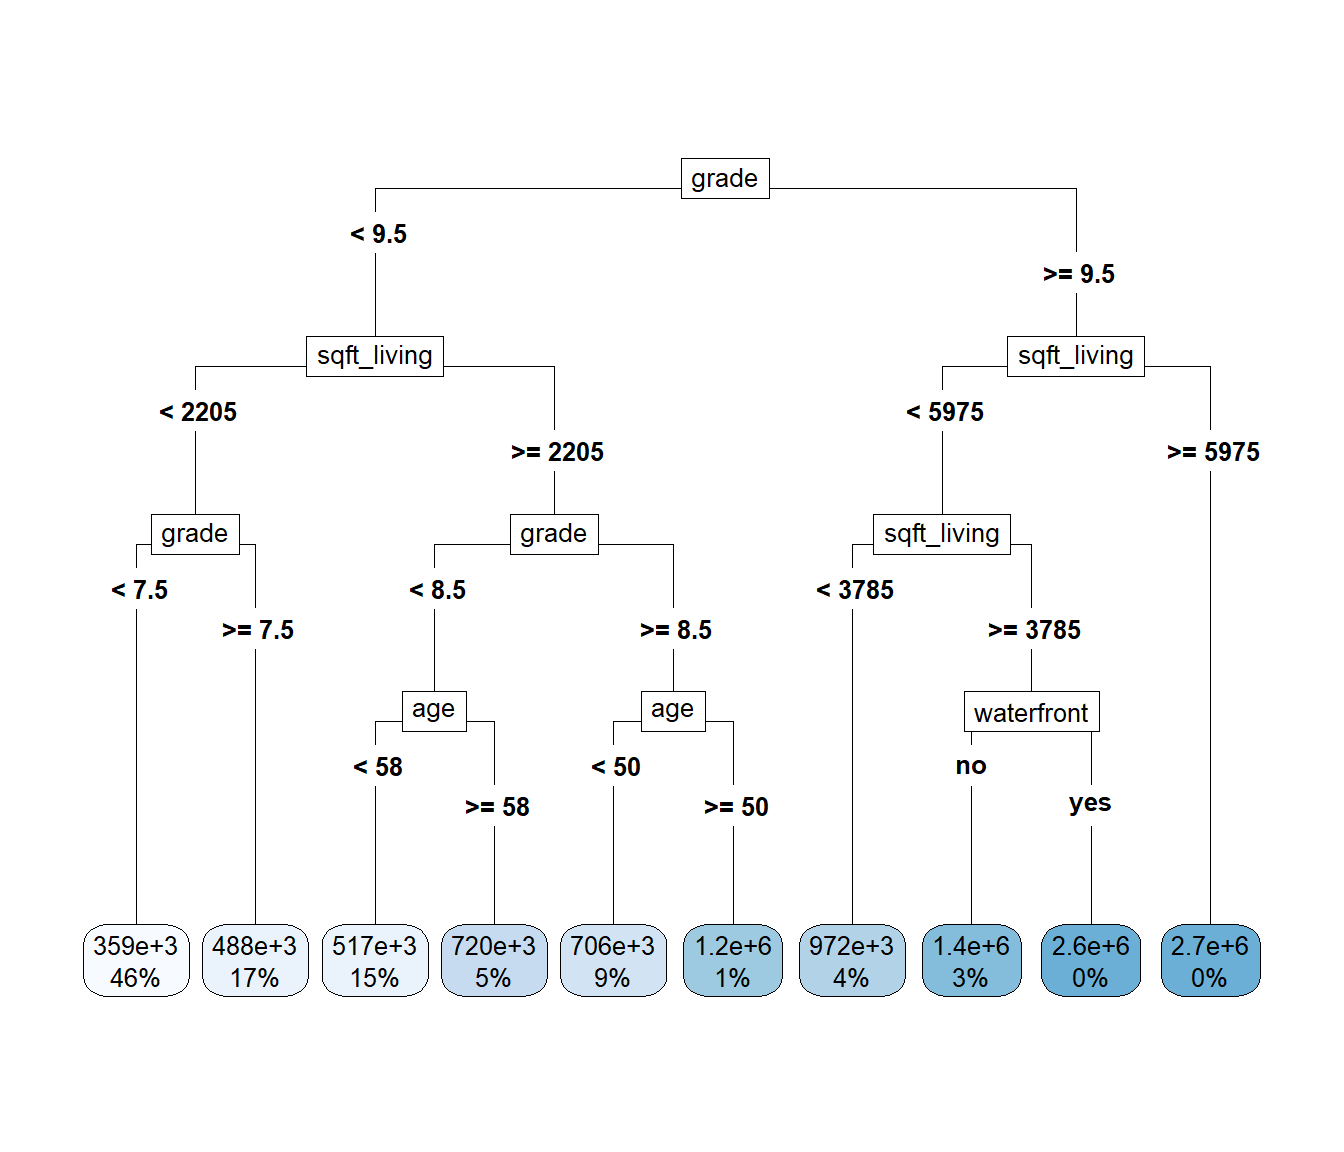 grade
< 9.5
>= 9.5
sqft_living
sqft_living
< 2205
< 5975
>= 2205
>= 5975
grade
grade
sqft_living
< 7.5
< 8.5
< 3785
>= 7.5
>= 8.5
>= 3785
age
age
waterfront
< 58
< 50
no
>= 58
>= 50
yes
359e+3
46%
488e+3
17%
517e+3
15%
720e+3
5%
706e+3
9%
1.2e+6
1%
972e+3
4%
1.4e+6
3%
2.6e+6
0%
2.7e+6
0%